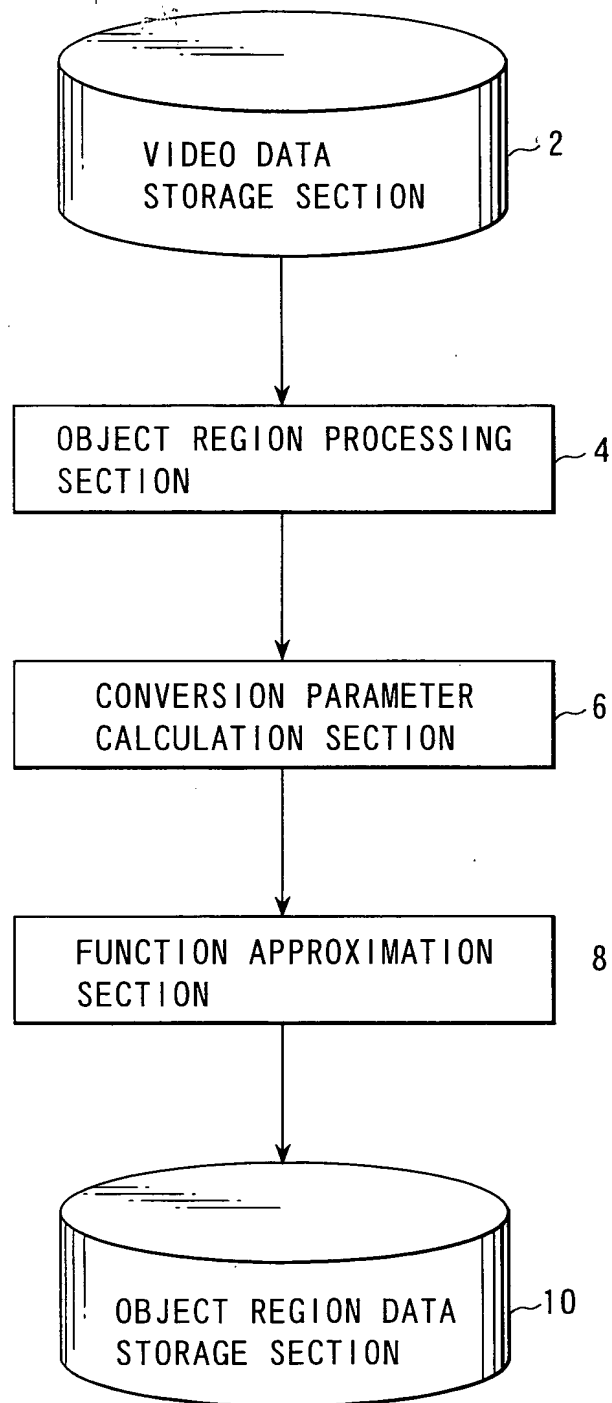 VIDEO DATA
STORAGE SECTION
2
OBJECT REGION PROCESSING
SECTION
4
CONVERSION PARAMETER
CALCULATION SECTION
6
FUNCTION APPROXIMATION
SECTION
8
OBJECT REGION DATA
STORAGE SECTION
10